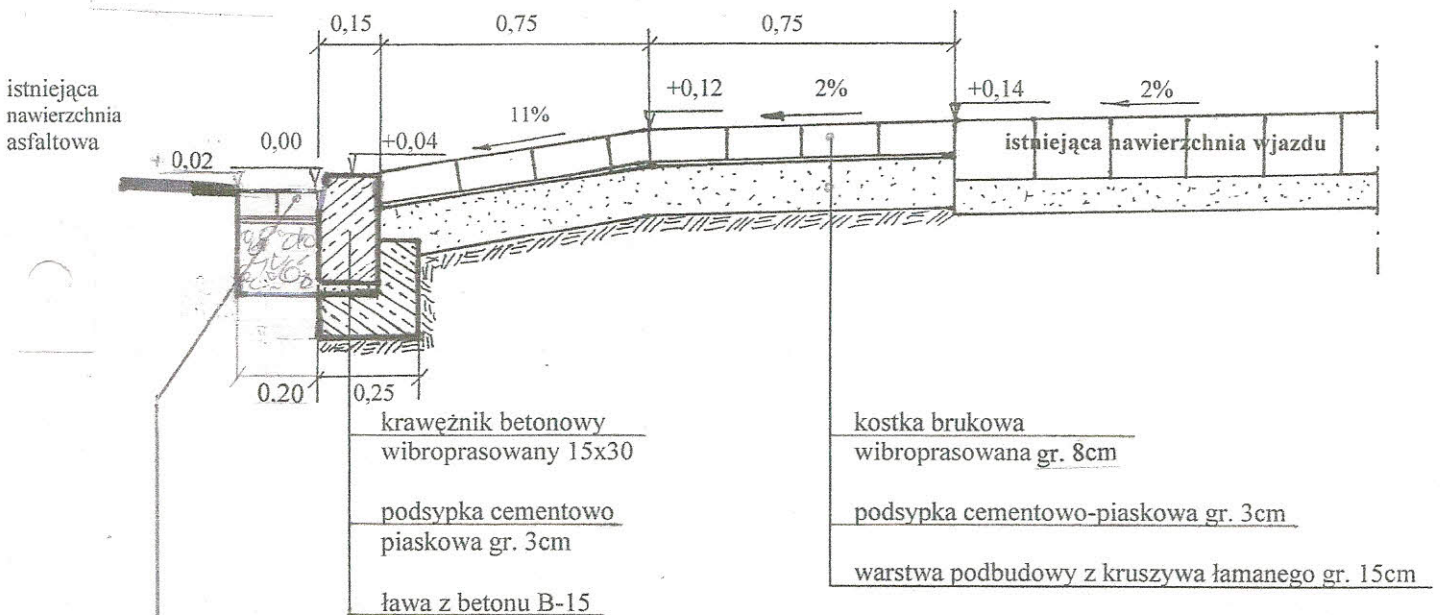 0,15 0,75 0,75
istniejąca
nawierzchnia
asfaltowa
+0,12 2% +0,14 2%
11%
+ 0,02 0,00 +0,04
istniejąca nawierzchnia wjazdu
0.20 0,25
krawężnik betonowy
wibroprasowany 15x30
podsypka cementowo
piaskowa gr. 3cm
ława z betonu B-15
kostka brukowa
wibroprasowana gr. 8cm
podsypka cementowo-piaskowa gr. 3cm
warstwa podbudowy z kruszywa łamanego gr. 15cm